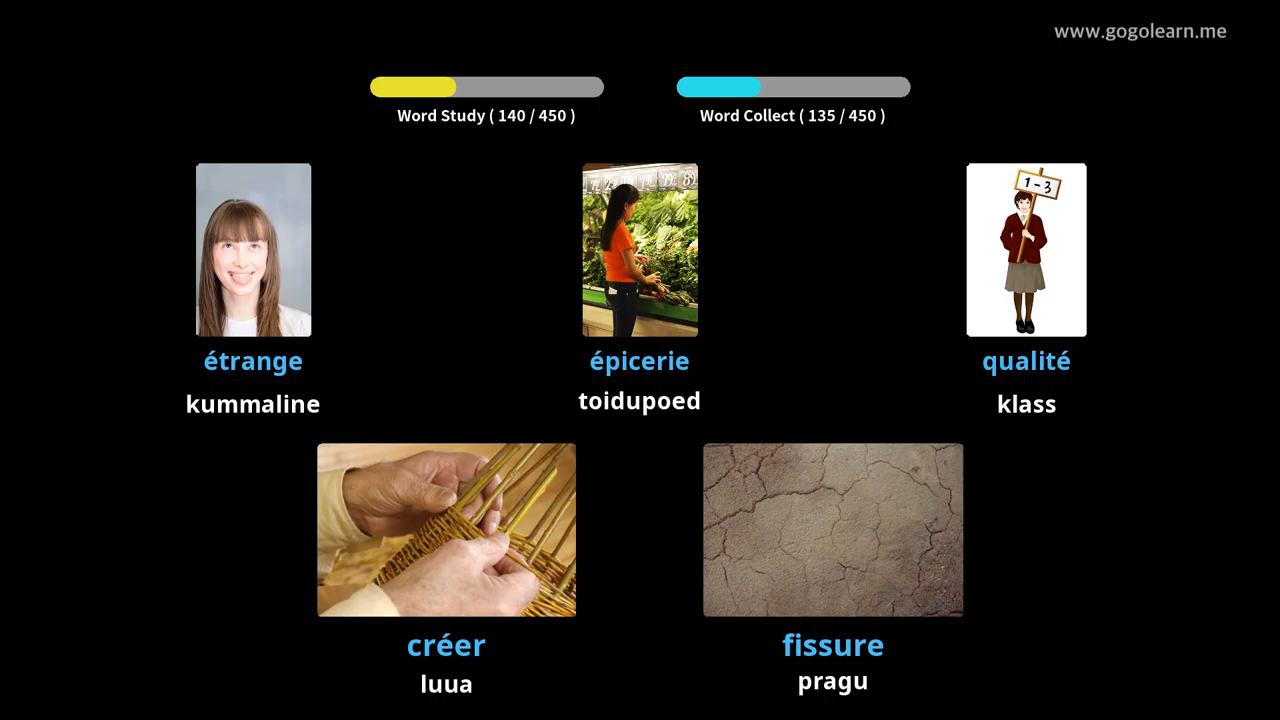 www.gogolearn.me
Word Study ( 140 / 450 )
Word Collect ( 135 / 450 )
1-3
étrange
épicerie
qualité
kummaline
toidupoed
klass
créer
fissure
luua
pragu